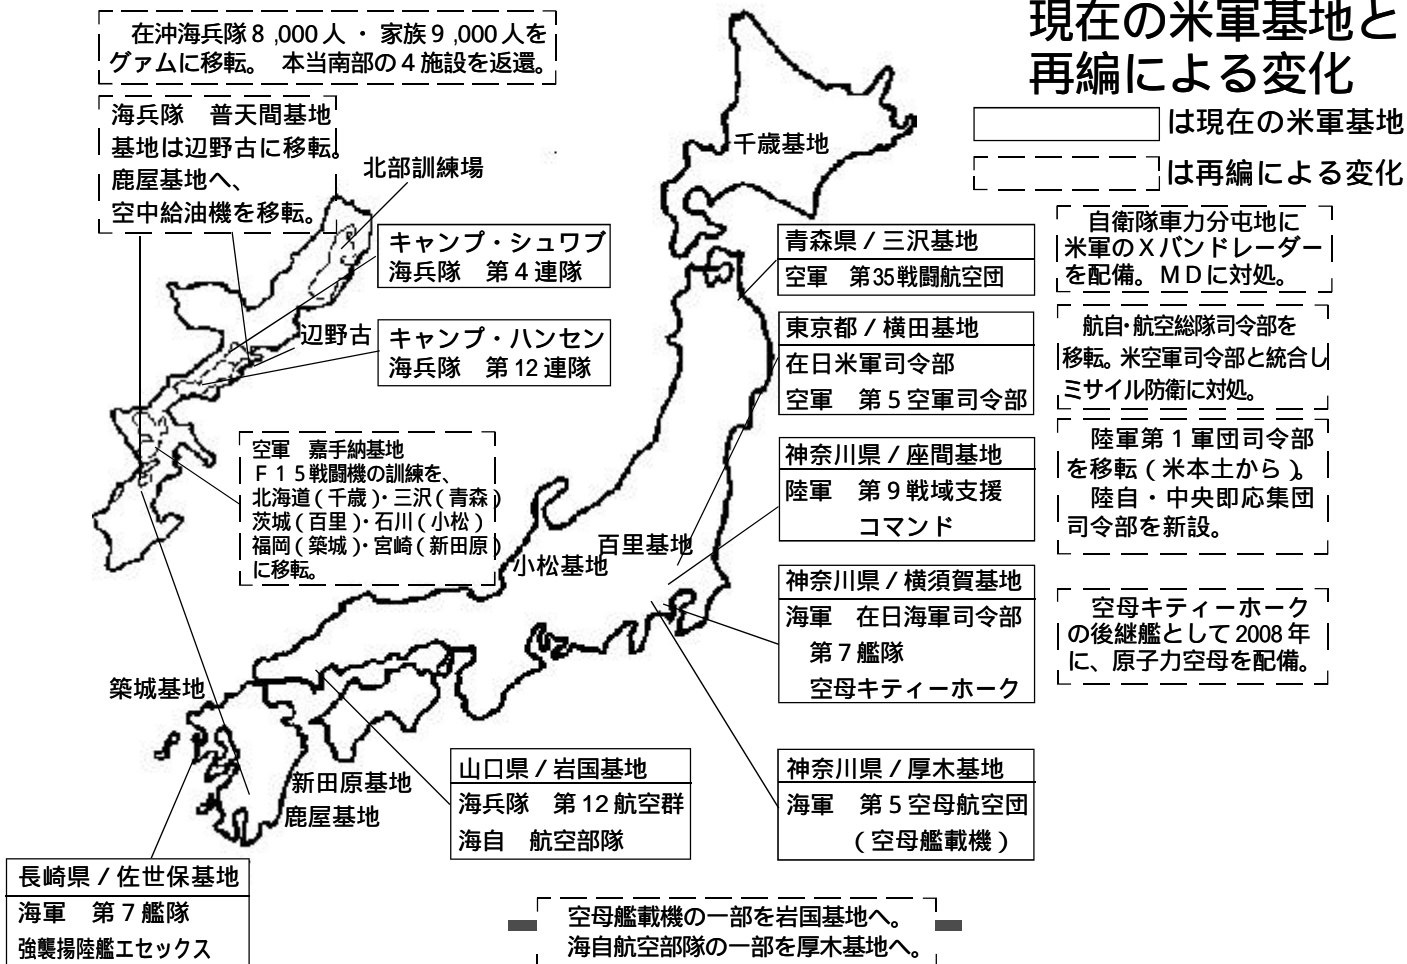 現在の米軍基地と
再編による変化
は現在の米軍基地
は再編による変化
在沖海兵隊8,000人・家族9,000人を
グァムに移転。 本当南部の4施設を返還。
海兵隊 普天間基地
基地は辺野古に移転。
鹿屋基地へ、
空中給油機を移転。
北部訓練場
キャンプ・シュワブ
海兵隊 第4連隊
辺野古
キャンプ・ハンセン
海兵隊 第12連隊
空軍 嘉手納基地
F15戦闘機の訓練を、
北海道(千歳)・三沢(青森)
茨城(百里)・石川(小松)
福岡(築城)・宮崎(新田原)
に移転。
千歳基地
青森県/三沢基地
空軍 第35戦闘航空団
自衛隊車力分屯地に
米軍のXバンドレーダー
を配備。MDに対処。
東京都/横田基地
在日米軍司令部
空軍 第5空軍司令部
航自・航空総隊司令部を
移転。米空軍司令部と統合し
ミサイル防衛に対処。
神奈川県/座間基地
陸軍 第9戦域支援
コマンド
陸軍第1軍団司令部
を移転(米本土から)。
陸自・中央即応集団
司令部を新設。
百里基地
小松基地
神奈川県/横須賀基地
海軍 在日海軍司令部
第7艦隊
空母キティーホーク
空母キティーホーク
の後継艦として2008年
に、原子力空母を配備。
築城基地
新田原基地
鹿屋基地
山口県/岩国基地
海兵隊 第12航空群
海自 航空部隊
神奈川県/厚木基地
海軍 第5空母航空団
(空母艦載機)
長崎県/佐世保基地
海軍 第7艦隊
強襲揚陸艦エセックス
空母艦載機の一部を岩国基地へ。
海自航空部隊の一部を厚木基地へ。